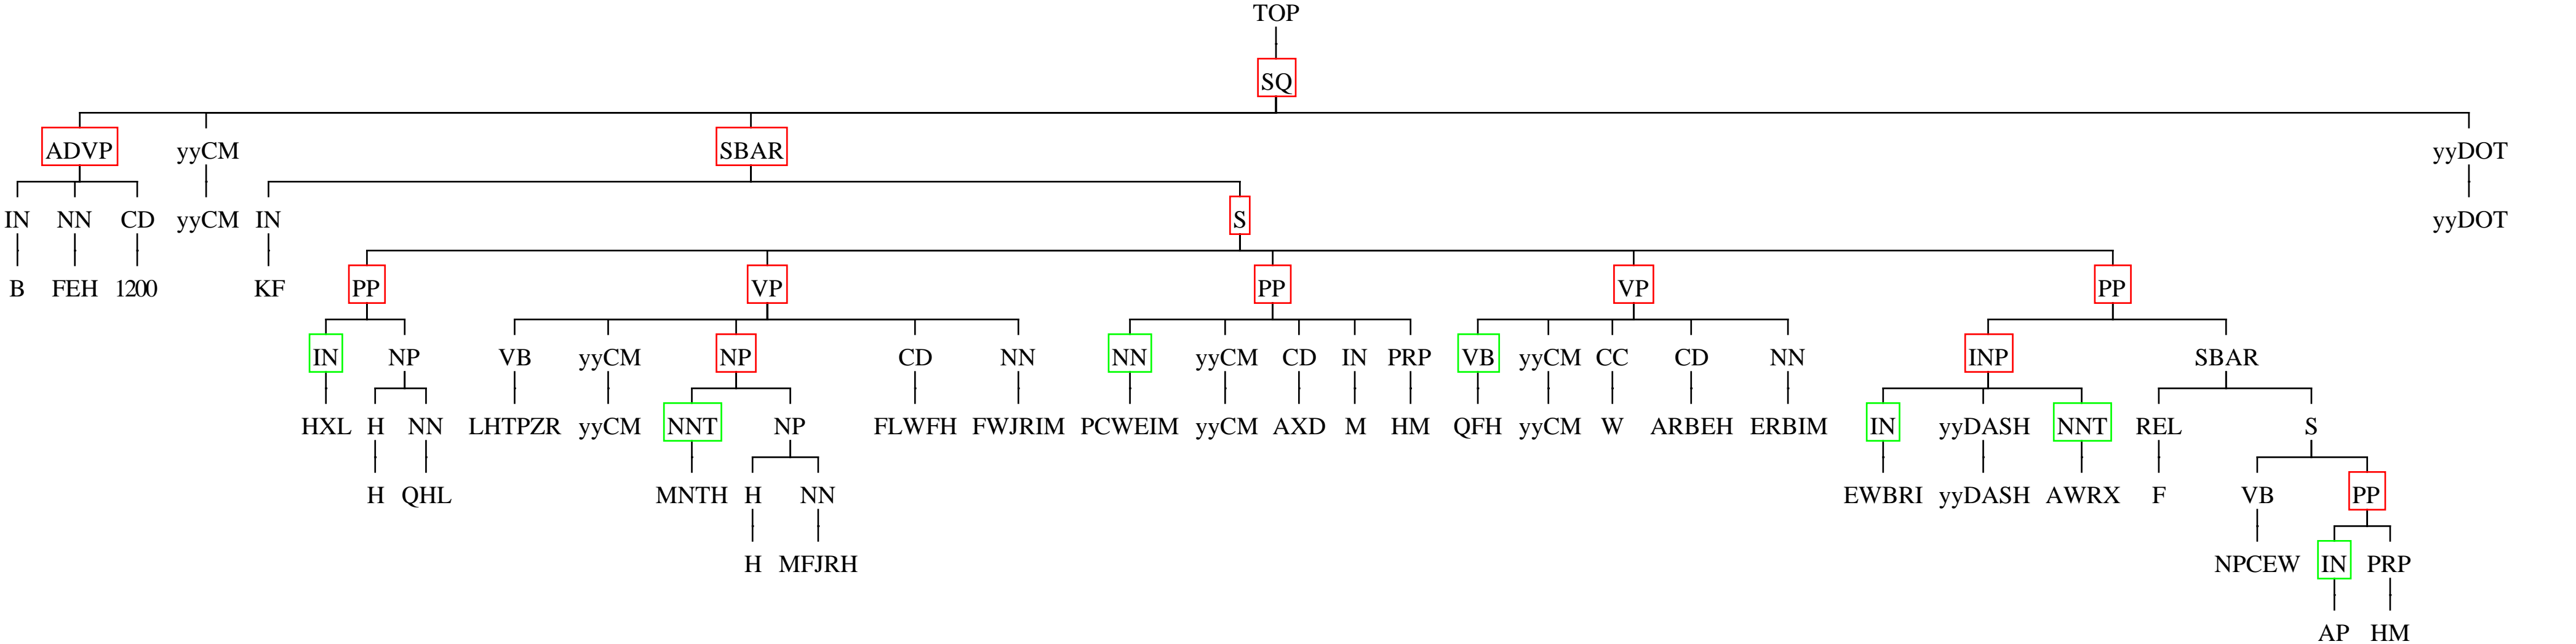 TOP
SQ
ADVP yyCM SBAR yyDOT
IN NN CD yyCM IN S yyDOT
B FEH 1200 KF PP VP PP VP PP
IN NP VB yyCM NP CD NN NN yyCM CD IN PRP VB yyCM CC CD NN INP SBAR
HXL H NN LHTPZR yyCM NNT NP FLWFH FWJRIM PCWEIM yyCM AXD M HM QFH yyCM W ARBEH ERBIM IN yyDASH NNT REL S
H QHL MNTH H NN EWBRI yyDASH AWRX F VB PP
H MFJRH NPCEW IN PRP
AP HM